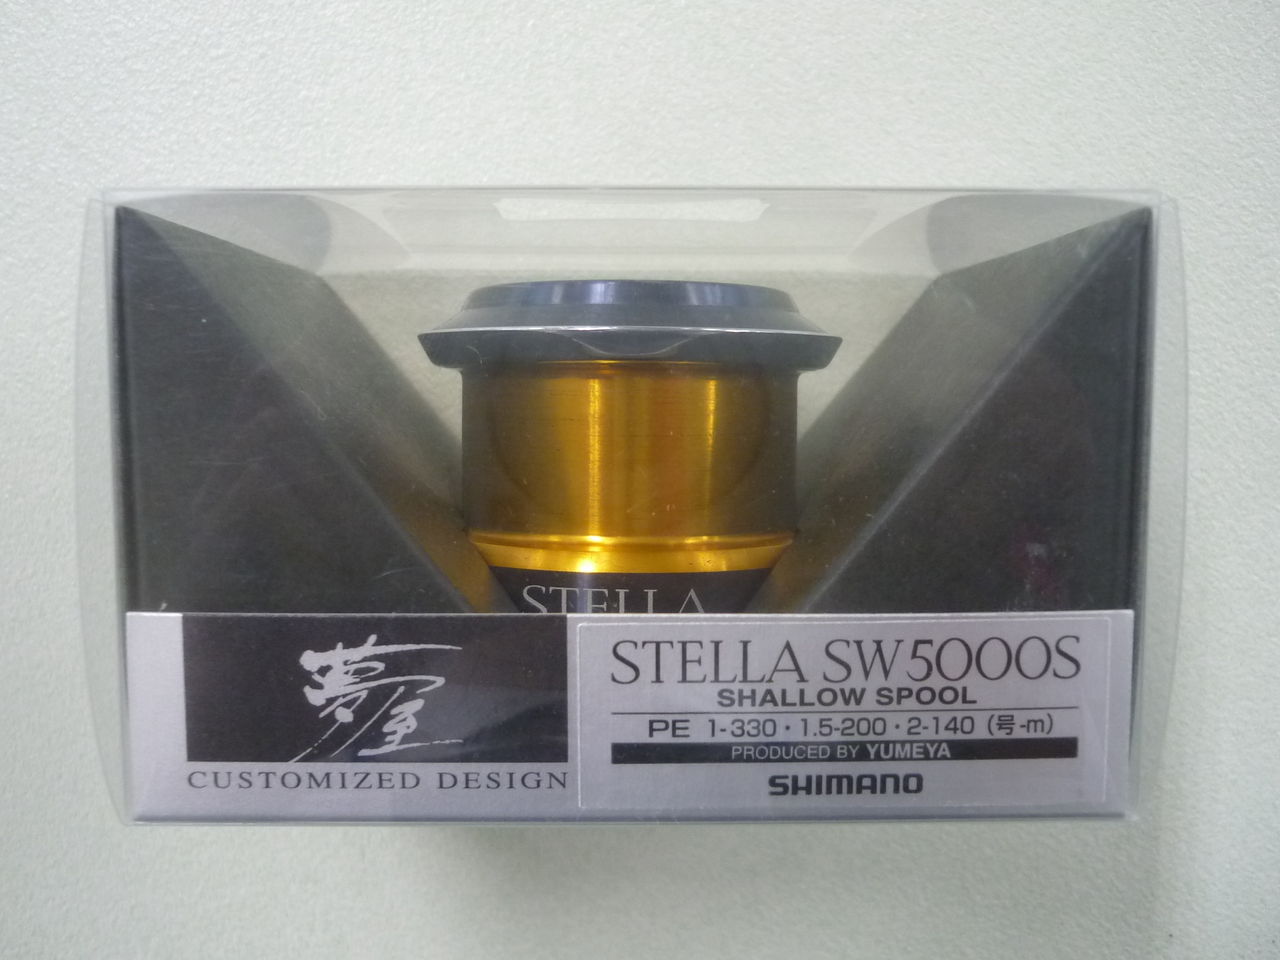 STELLA
夢屋
CUSTOMIZED DESIGN
STELLA SW5000S
SHALLOW SPOOL
PE 1-330・1.5-200・2-140 (号-m)
PRODUCED BY YUMEYA
SHIMANO